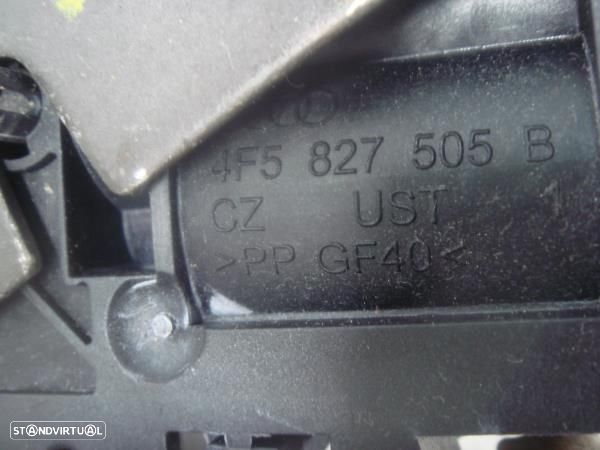 4F5 827 505 B
CZ UST 1
>PP GF40<
STANDVIRTUAL